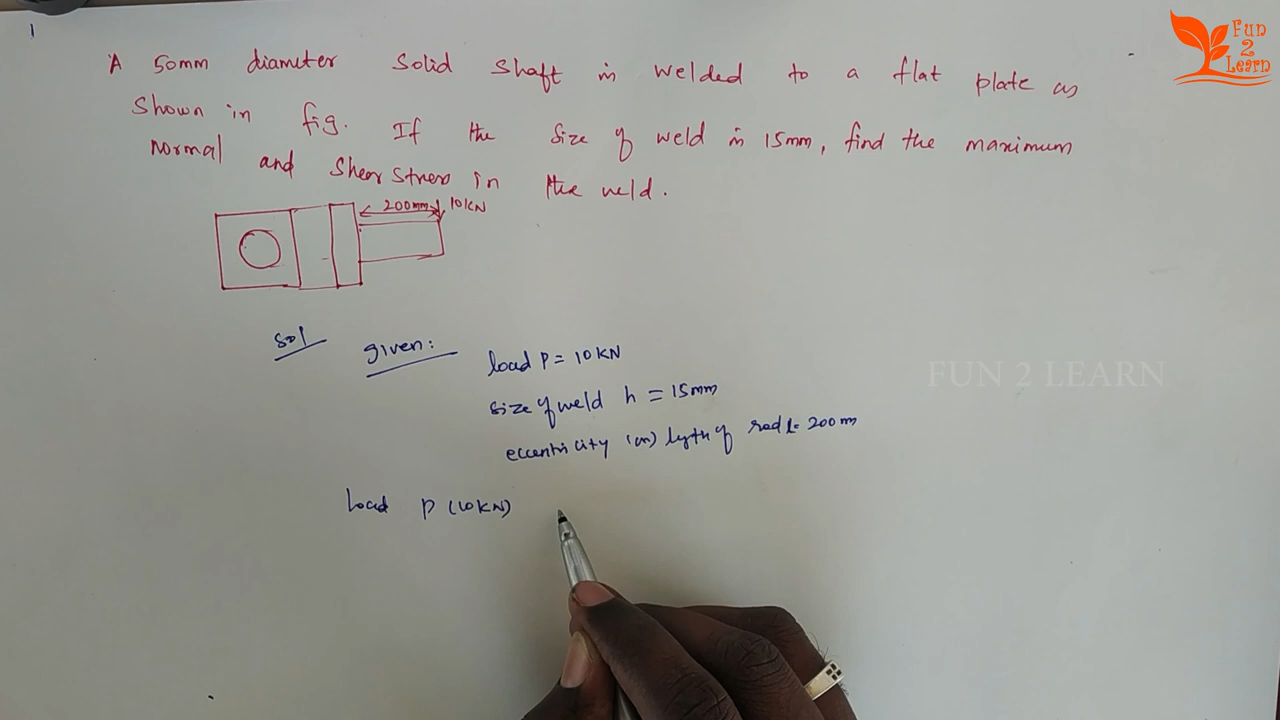 1
Fun
2
Learn
A 50mm diameter Solid Shaft is welded to a flat plate as
Shown in fig. If the size of weld is 15mm, find the maximum
normal and Shear Stress in the weld.
200mm 10KN
Sol given:
load P = 10KN
size of weld h = 15mm
eccentricity (or) of rod l= 200 m
FUN 2 LEARN
Load P (10KN)